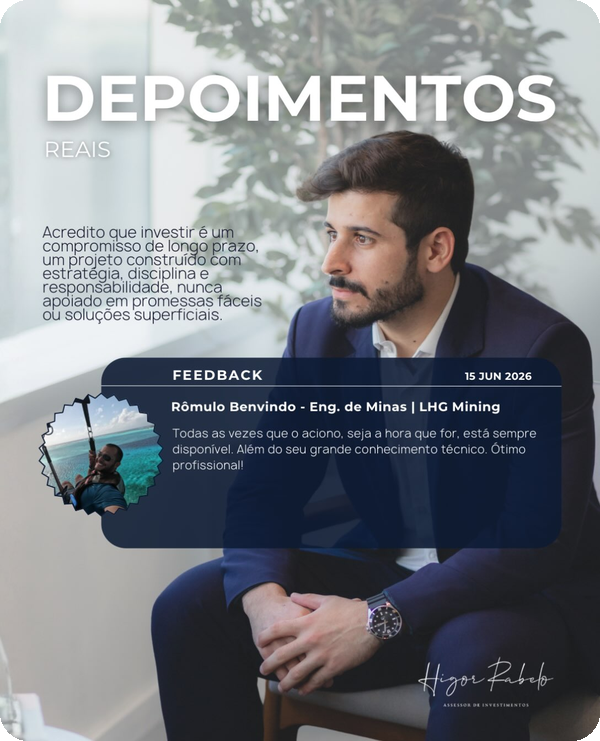 DEPOIMENTOS
REAIS
Acredito que investir é um
compromisso de longo prazo,
um projeto construído com
estratégia, disciplina e
responsabilidade, nunca
apoiado em promessas fáceis
ou soluções superficiais.
FEEDBACK
15 JUN 2026
Rômulo Benvindo - Eng. de Minas | LHG Mining
Todas as vezes que o aciono, seja a hora que for, está sempre
disponível. Além do seu grande conhecimento técnico. Ótimo
profissional!
Higor Rabelo
ASSESSOR DE INVESTIMENTOS